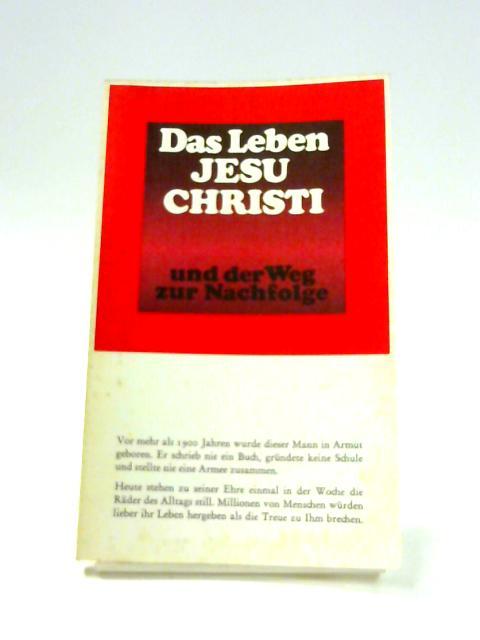 Das Leben
JESU
CHRISTI
und der Weg
zur Nachfolge
Vor mehr als 1900 Jahren wurde dieser Mann in Armut
geboren. Er schrieb nie ein Buch, gründete keine Schule
und stellte nie eine Armee zusammen.
Heute stehen zu seiner Ehre einmal in der Woche die
Räder des Alltags still. Millionen von Menschen würden
lieber ihr Leben hergeben als die Treue zu Ihm brechen.